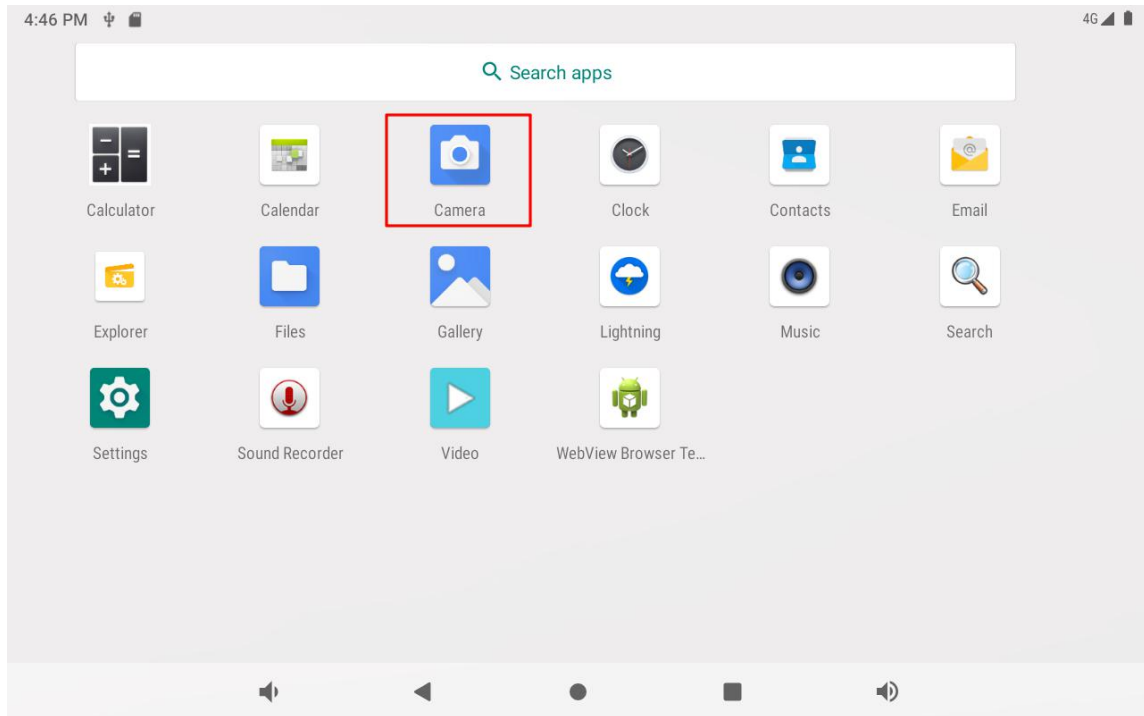 4:46 PM 4G
Search apps
Calculator Calendar Camera Clock Contacts Email
Explorer Files Gallery Lightning Music Search
Settings Sound Recorder Video WebView Browser Te…